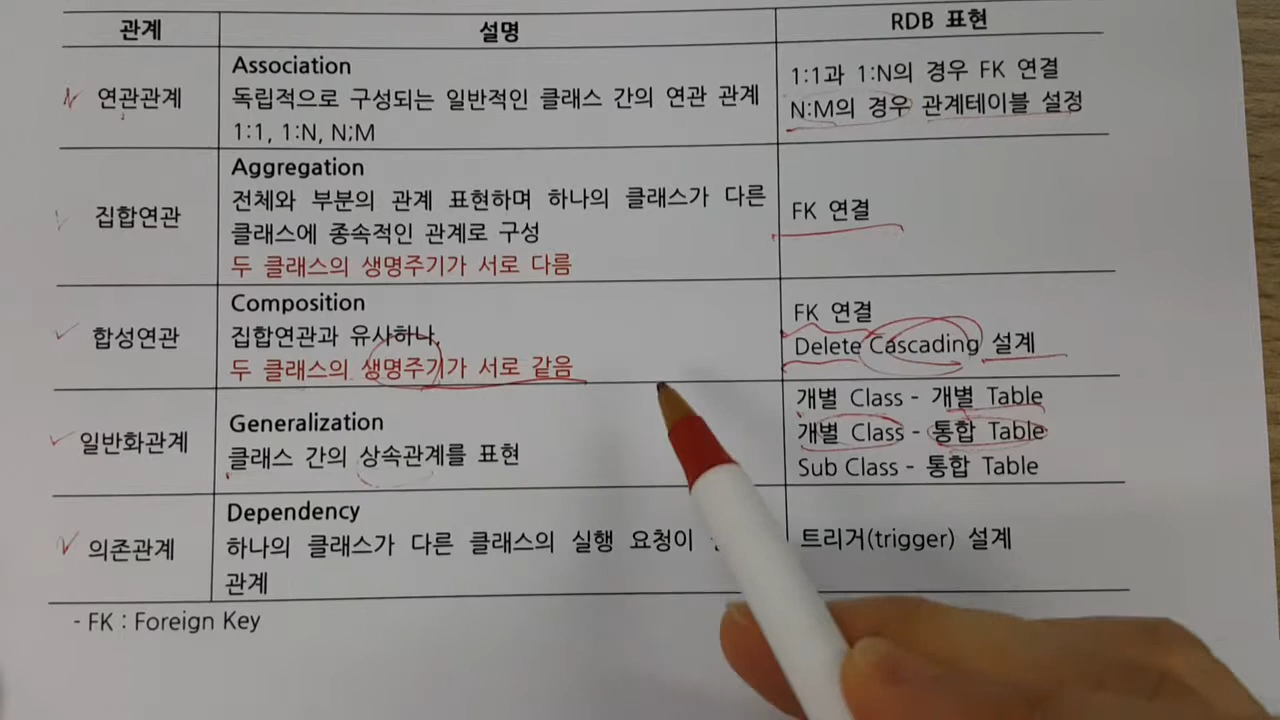 관계 설명 RDB 표현
연관관계
Association
독립적으로 구성되는 일반적인 클래스 간의 연관 관계
1:1, 1:N, N:M
1:1과 1:N의 경우 FK 연결
N:M의 경우 관계테이블 설정
집합연관
Aggregation
전체와 부분의 관계 표현하며 하나의 클래스가 다른
클래스에 종속적인 관계로 구성
두 클래스의 생명주기가 서로 다름
FK 연결
합성연관
Composition
집합연관과 유사하나,
두 클래스의 생명주기가 서로 같음
FK 연결
Delete Cascading 설계
일반화관계
Generalization
클래스 간의 상속관계를 표현
개별 Class - 개별 Table
개별 Class - 통합 Table
Sub Class - 통합 Table
의존관계
Dependency
하나의 클래스가 다른 클래스의 실행 요청이
관계
트리거(trigger) 설계
- FK : Foreign Key